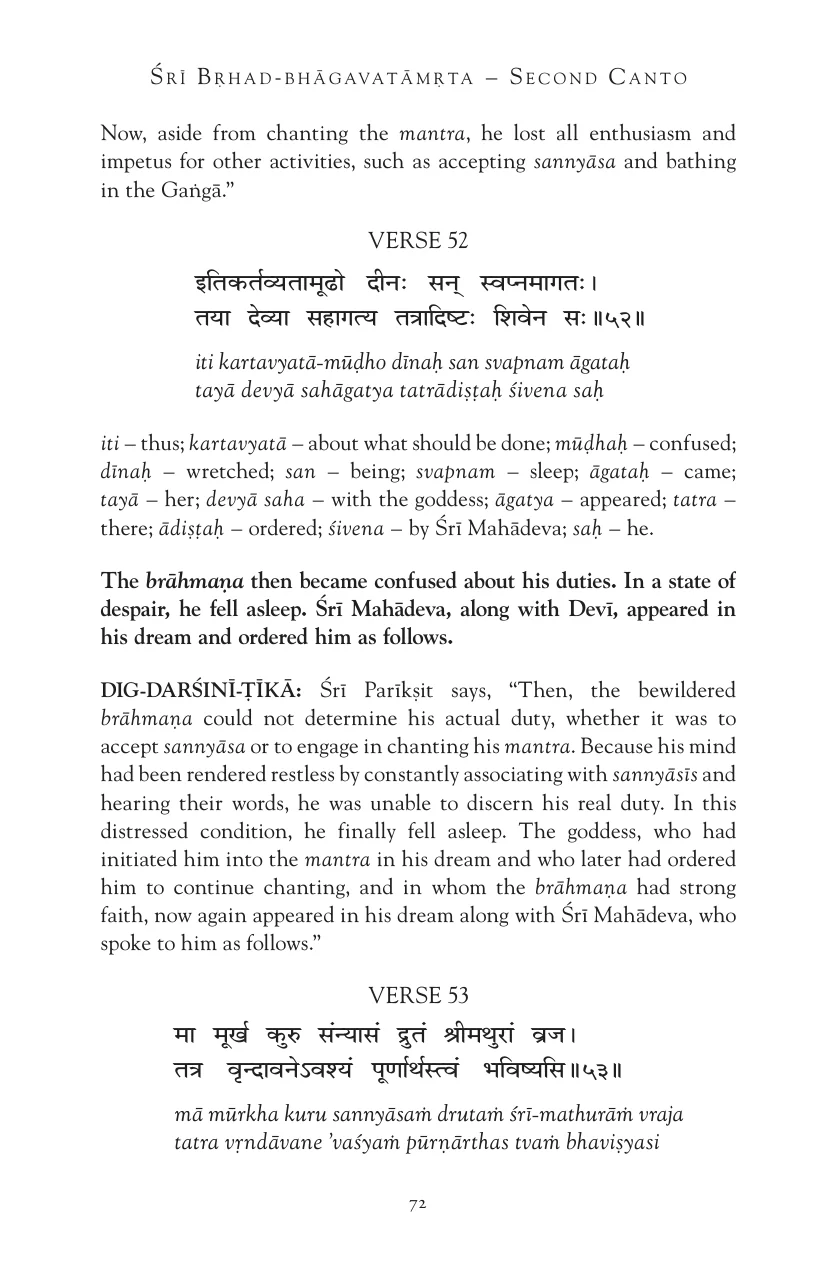 Śrī Bṛhad-bhāgavatāmṛta – Second Canto
Now, aside from chanting the mantra, he lost all enthusiasm and
impetus for other activities, such as accepting sannyāsa and bathing
in the Gaṅgā.”
VERSE 52
इतिकर्तव्यतामूढो दीनः सन् स्वप्नमागतः।
तया देव्या सहागत्य तत्रादिष्टः शिवेन सः॥५२॥
iti kartavyatā-mūḍho dīnaḥ san svapnam āgataḥ
tayā devyā sahāgatya tatrādiṣṭaḥ śivena saḥ
iti – thus; kartavyatā – about what should be done; mūḍhaḥ – confused;
dīnaḥ – wretched; san – being; svapnam – sleep; āgataḥ – came;
tayā – her; devyā saha – with the goddess; āgatya – appeared; tatra –
there; ādiṣṭaḥ – ordered; śivena – by Śrī Mahādeva; saḥ – he.
The brāhmaṇa then became confused about his duties. In a state of
despair, he fell asleep. Śrī Mahādeva, along with Devī, appeared in
his dream and ordered him as follows.
DIG-DARŚINĪ-ṬĪKĀ: Śrī Parīkṣit says, “Then, the bewildered
brāhmaṇa could not determine his actual duty, whether it was to
accept sannyāsa or to engage in chanting his mantra. Because his mind
had been rendered restless by constantly associating with sannyāsīs and
hearing their words, he was unable to discern his real duty. In this
distressed condition, he finally fell asleep. The goddess, who had
initiated him into the mantra in his dream and who later had ordered
him to continue chanting, and in whom the brāhmaṇa had strong
faith, now again appeared in his dream along with Śrī Mahādeva, who
spoke to him as follows.”
VERSE 53
मा मूर्ख कुरु संन्यासं द्रुतं श्रीमथुरां व्रज।
तत्र वृन्दावनेऽवश्यं पूर्णार्थस्त्वं भविष्यसि॥५३॥
mā mūrkha kuru sannyāsaṁ drutaṁ śrī-mathurāṁ vraja
tatra vṛndāvane ’vaśyaṁ pūrṇārthas tvaṁ bhaviṣyasi
72